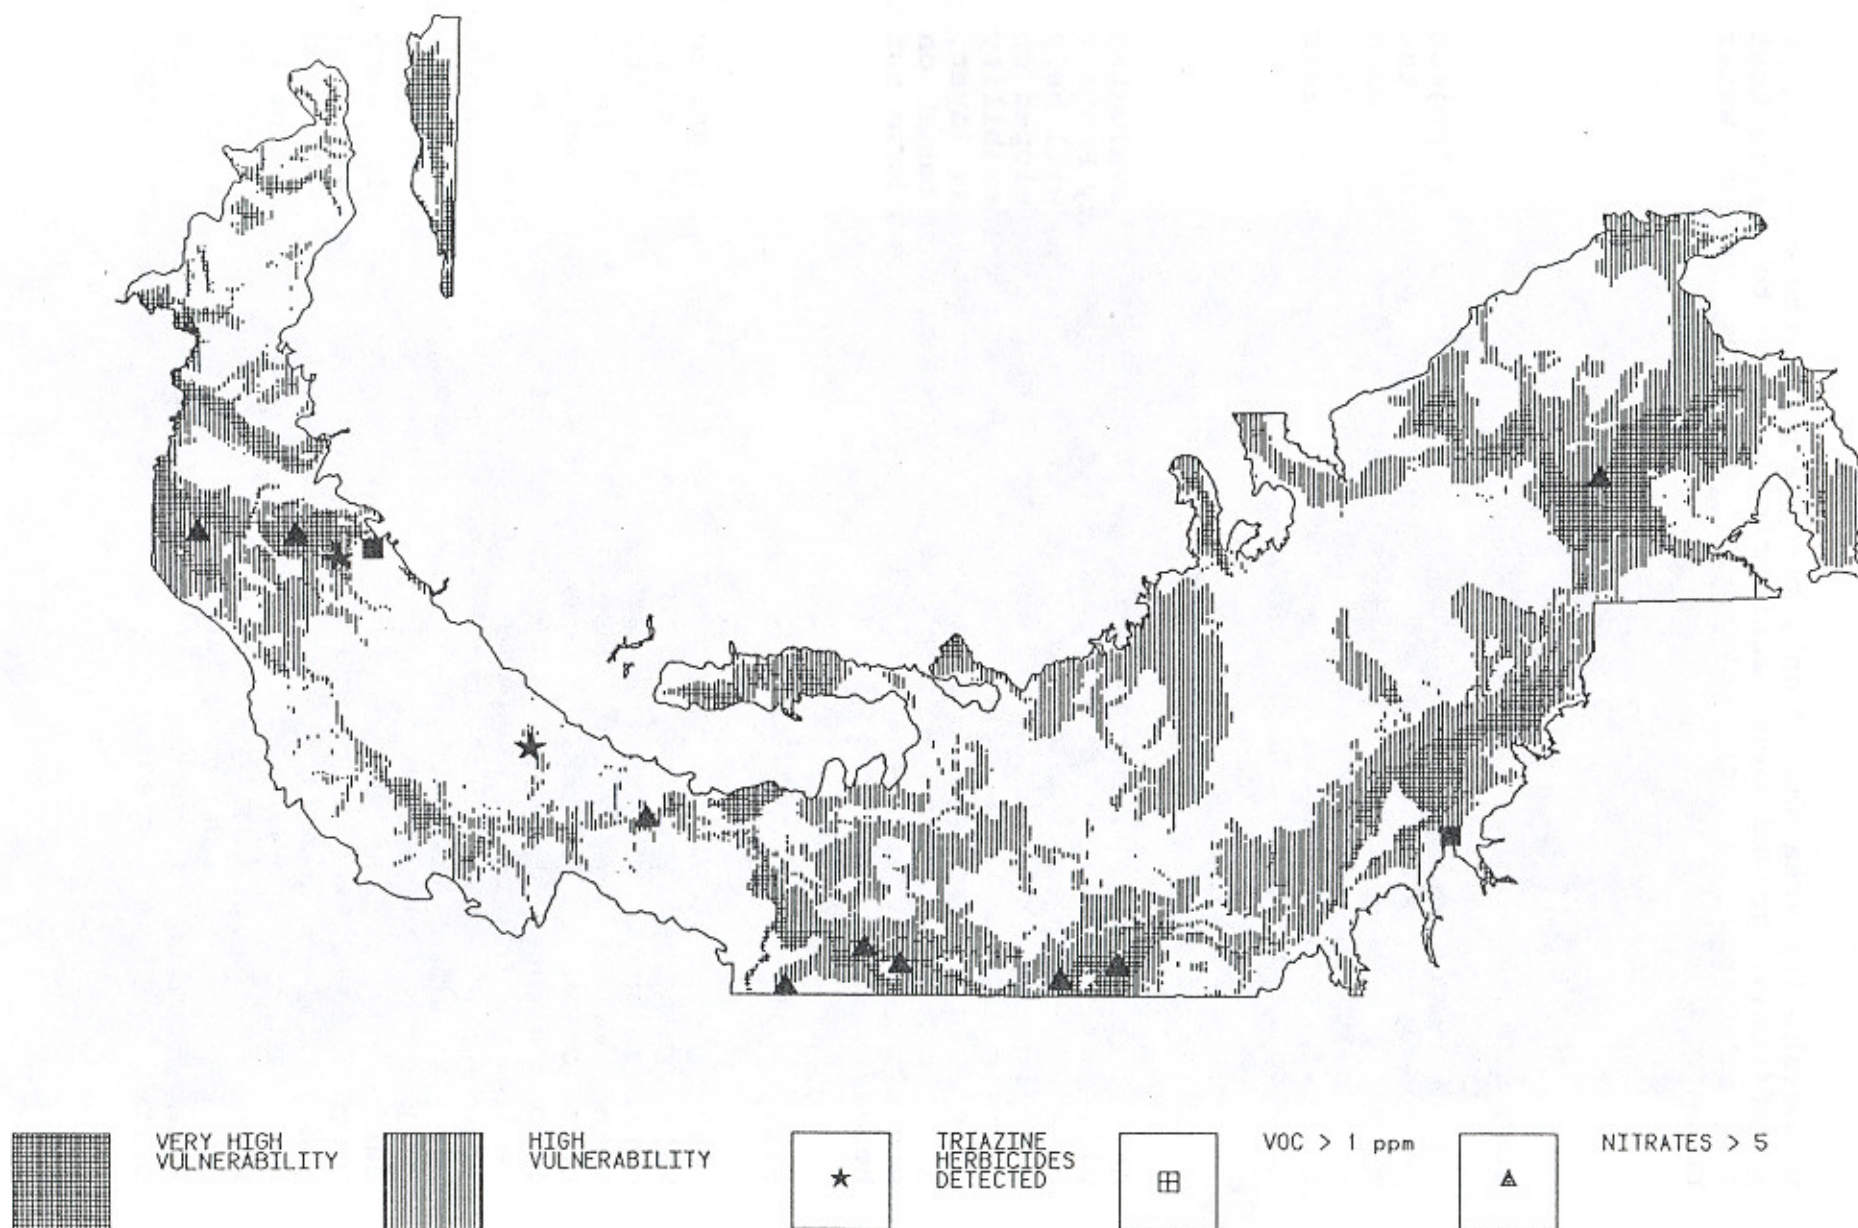 VERY HIGH
VULNERABILITY
HIGH
VULNERABILITY
TRIAZINE
HERBICIDES
DETECTED
VOC > 1 ppm
NITRATES > 5